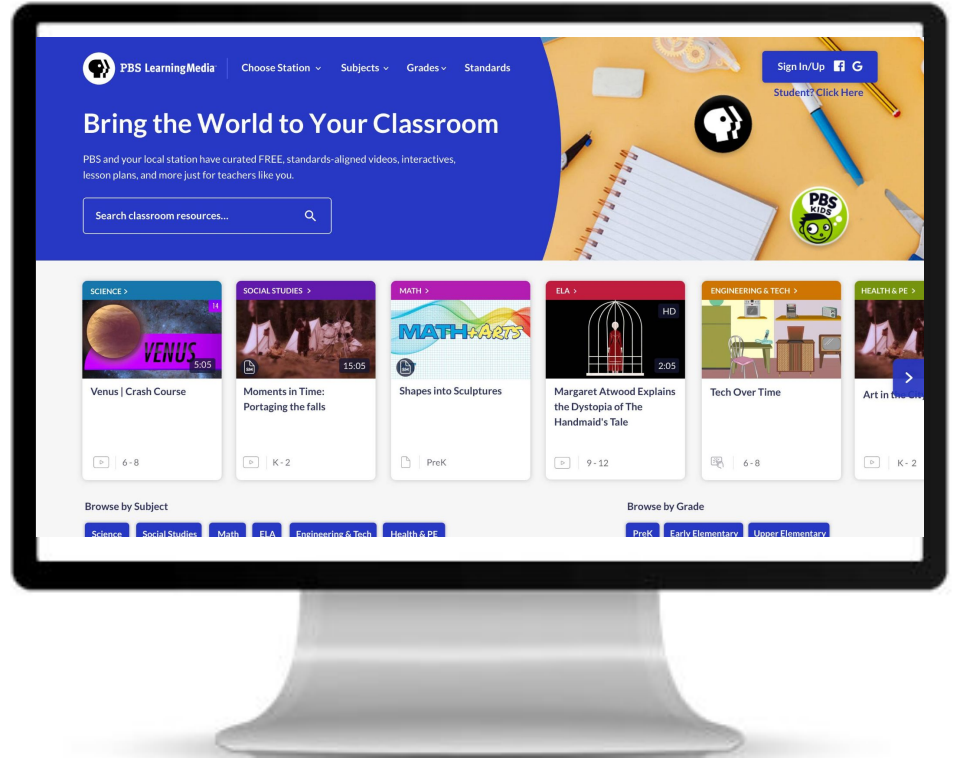 PBS LearningMedia
Choose Station
Subjects
Grades
Standards
Sign In/Up
G
Student? Click Here
Bring the World to Your Classroom
PBS and your local station have curated FREE, standards-aligned videos, interactives,
lesson plans, and more just for teachers like you.
Search classroom resources...
PBS
KIDS
SCIENCE >
14
VENUS
5:05
Venus | Crash Course
6 - 8
SOCIAL STUDIES >
15:05
Moments in Time:
Portaging the falls
K - 2
MATH >
MATH+ARTS
Shapes into Sculptures
PreK
ELA >
HD
2:05
Margaret Atwood Explains
the Dystopia of The
Handmaid's Tale
9 - 12
ENGINEERING & TECH >
Tech Over Time
6 - 8
HEALTH & PE >
Art in the City
K - 2
Browse by Subject
Science
Social Studies
Math
ELA
Engineering & Tech
Health & PE
Browse by Grade
PreK
Early Elementary
Upper Elementary